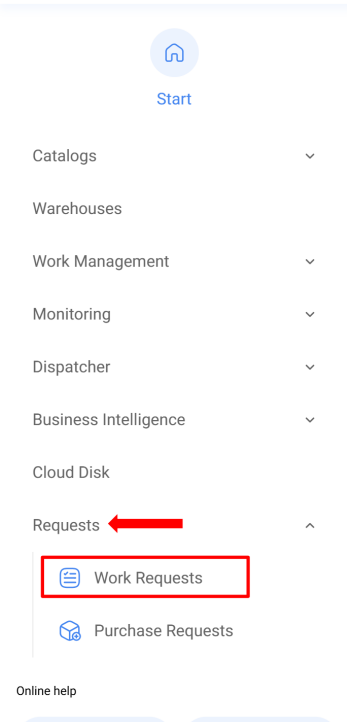 Start
Catalogs
Warehouses
Work Management
Monitoring
Dispatcher
Business Intelligence
Cloud Disk
Requests
Work Requests
Purchase Requests
Online help